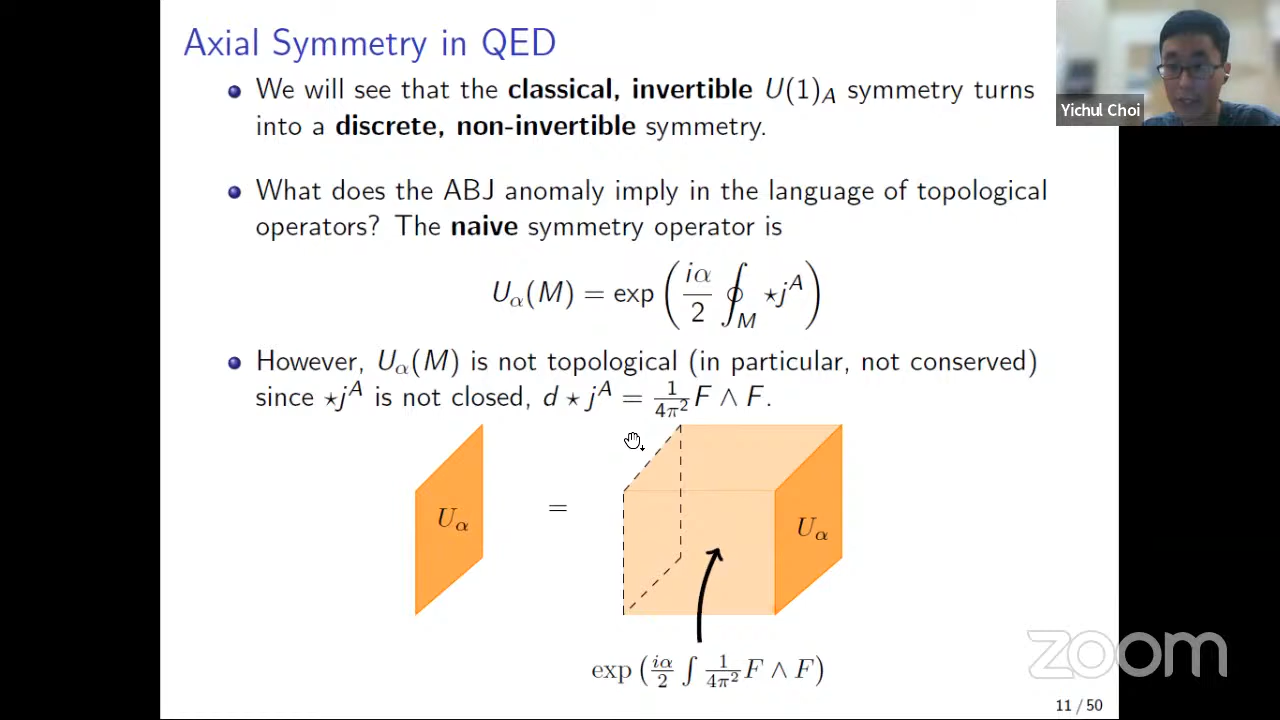 Axial Symmetry in QED
We will see that the classical, invertible U(1)_A symmetry turns
into a discrete, non-invertible symmetry.
What does the ABJ anomaly imply in the language of topological
operators? The naive symmetry operator is
U_α(M) = exp ( iα/2 ∮_M ⋆j^A )
However, U_α(M) is not topological (in particular, not conserved)
since ⋆j^A is not closed, d ⋆ j^A = 1/4π² F ∧ F.
U_α
=
U_α
exp ( iα/2 ∫ 1/4π² F ∧ F )
11 / 50
Yichul Choi
zoom